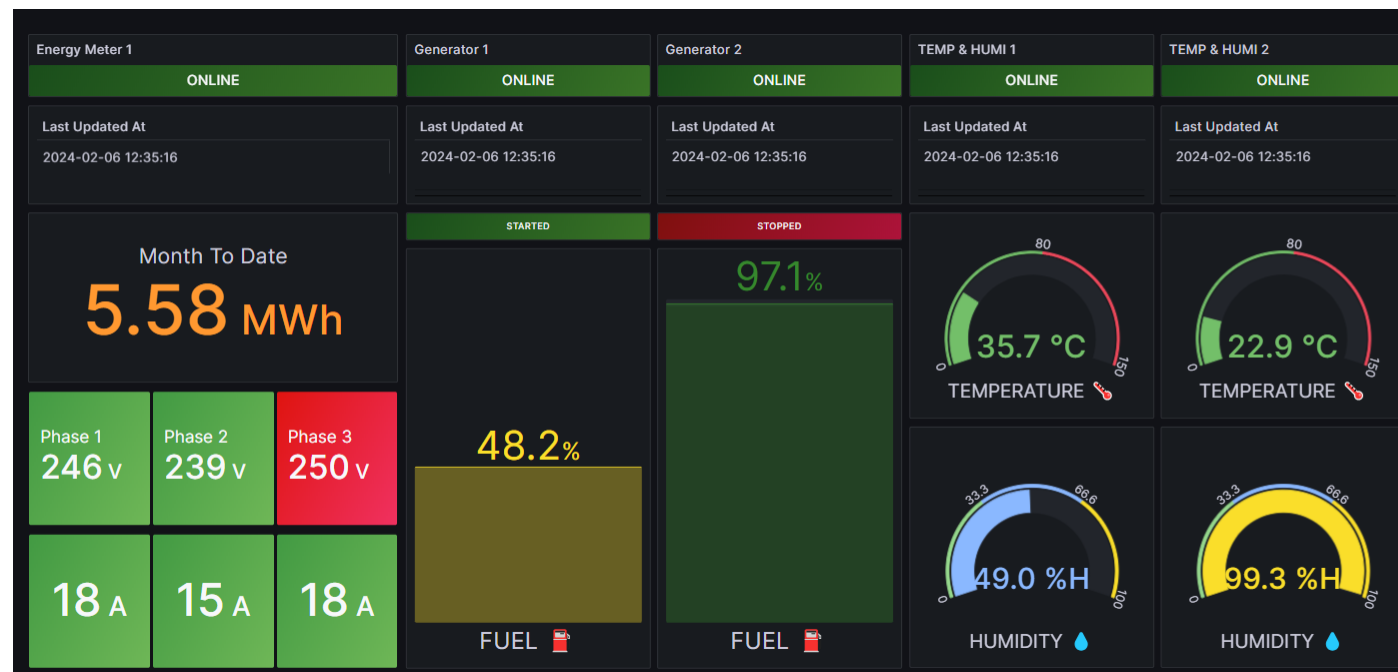 Energy Meter 1
ONLINE
Last Updated At
2024-02-06 12:35:16
Month To Date
5.58 MWh
Phase 1
246 V
Phase 2
239 V
Phase 3
250 V
18 A
15 A
18 A
Generator 1
ONLINE
Last Updated At
2024-02-06 12:35:16
STARTED
48.2%
FUEL
Generator 2
ONLINE
Last Updated At
2024-02-06 12:35:16
STOPPED
97.1%
FUEL
TEMP & HUMI 1
ONLINE
Last Updated At
2024-02-06 12:35:16
80
0
35.7 °C
150
TEMPERATURE
33.3
66.6
0
49.0 %H
100
HUMIDITY
TEMP & HUMI 2
ONLINE
Last Updated At
2024-02-06 12:35:16
80
0
22.9 °C
150
TEMPERATURE
33.3
66.6
0
99.3 %H
100
HUMIDITY